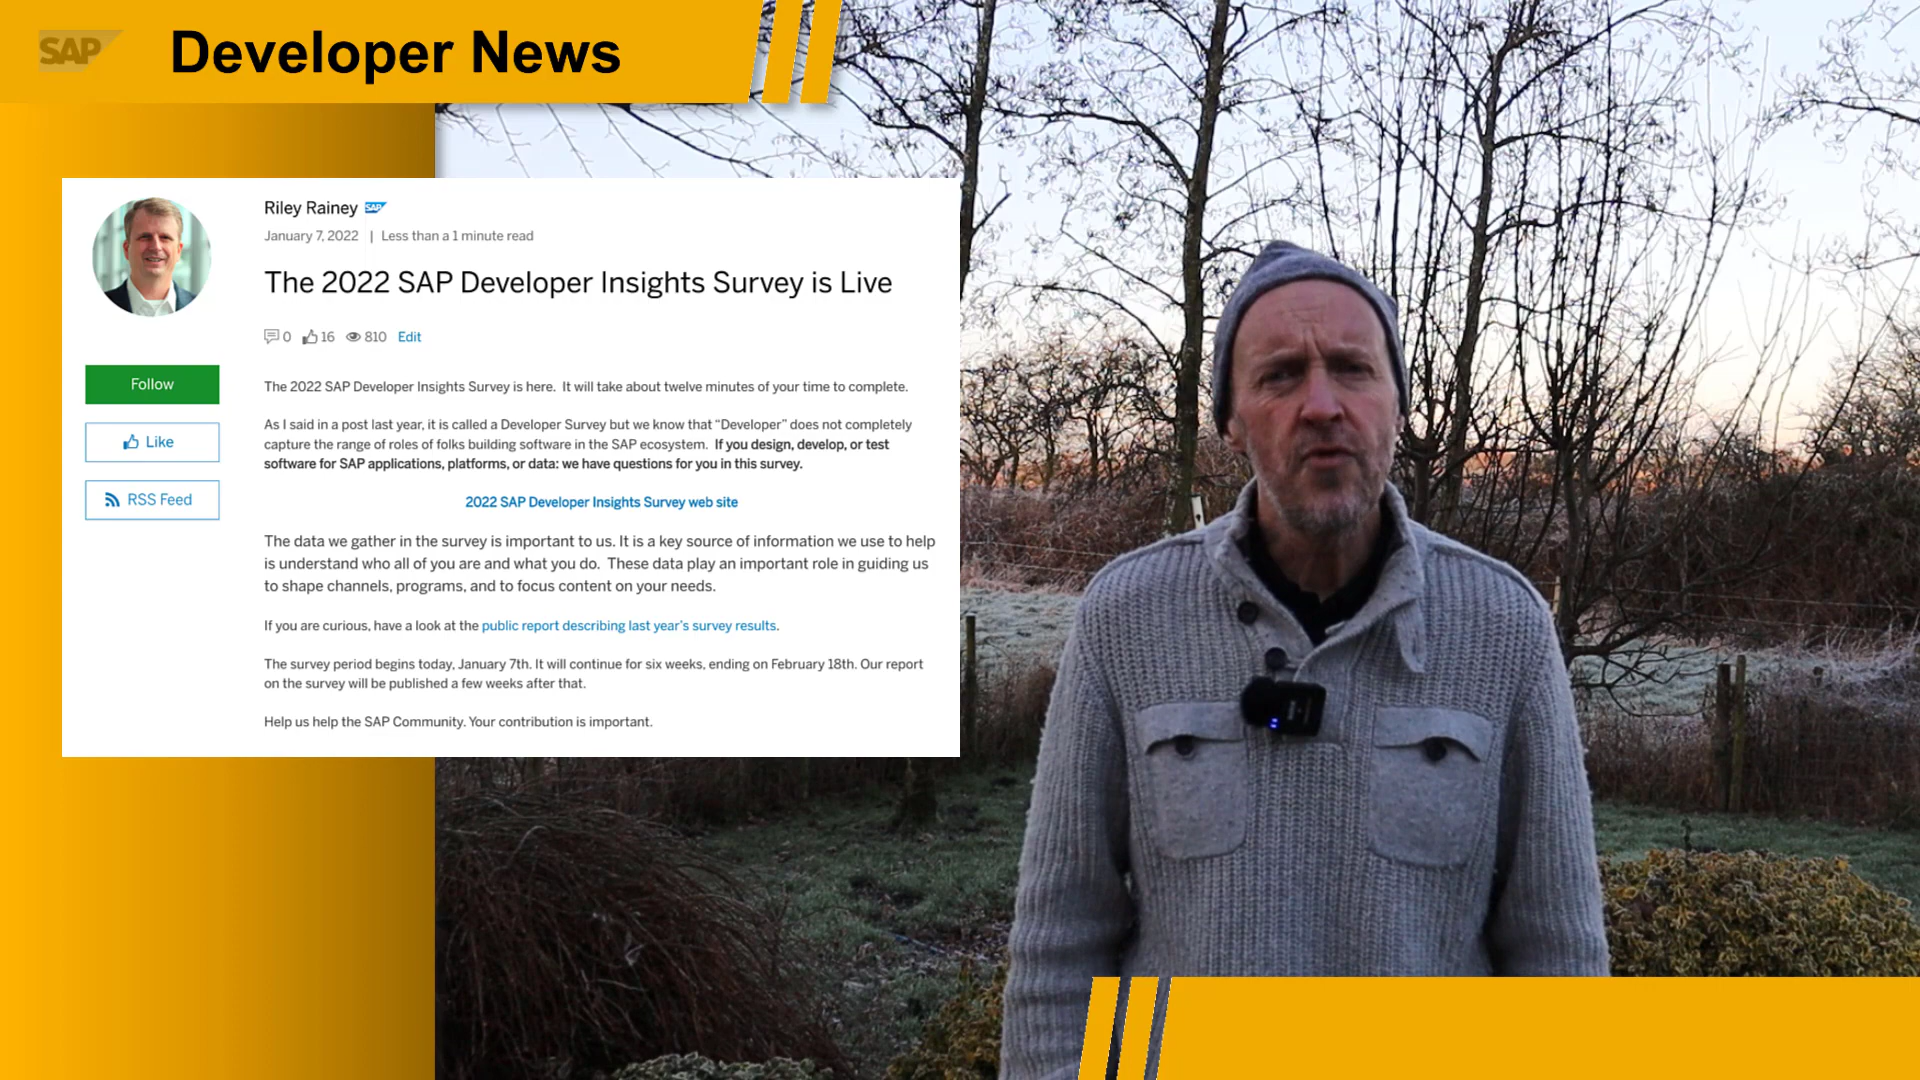 SAP
Developer News
Riley Rainey SAP
January 7, 2022 | Less than a 1 minute read
The 2022 SAP Developer Insights Survey is Live
0 16 810 Edit
Follow
Like
RSS Feed
The 2022 SAP Developer Insights Survey is here. It will take about twelve minutes of your time to complete.
As I said in a post last year, it is called a Developer Survey but we know that “Developer” does not completely
capture the range of roles of folks building software in the SAP ecosystem. If you design, develop, or test
software for SAP applications, platforms, or data: we have questions for you in this survey.
2022 SAP Developer Insights Survey web site
The data we gather in the survey is important to us. It is a key source of information we use to help
is understand who all of you are and what you do. These data play an important role in guiding us
to shape channels, programs, and to focus content on your needs.
If you are curious, have a look at the public report describing last year’s survey results.
The survey period begins today, January 7th. It will continue for six weeks, ending on February 18th. Our report
on the survey will be published a few weeks after that.
Help us help the SAP Community. Your contribution is important.